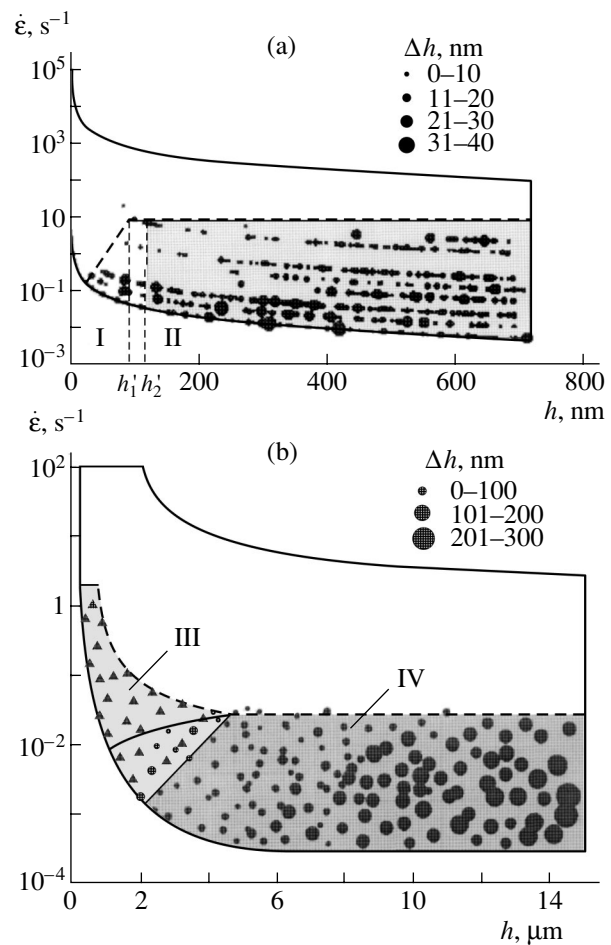 ε̇, s⁻¹
(a)
Δh, nm
0–10
11–20
21–30
31–40
10⁵
10³
10
10⁻¹
10⁻³
I
II
0
h₁′
h₂′
200
400
600
800
h, nm
ε̇, s⁻¹
(b)
Δh, nm
0–100
101–200
201–300
10²
1
10⁻²
10⁻⁴
III
IV
0
2
6
10
14
h, μm